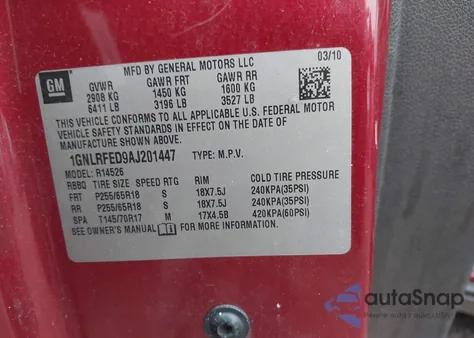 MFD BY GENERAL MOTORS LLC 03/10
GM GVWR GAWR FRT GAWR RR
2908 KG 1450 KG 1600 KG
6411 LB 3196 LB 3527 LB
THIS VEHICLE CONFORMS TO ALL APPLICABLE U.S. FEDERAL MOTOR
VEHICLE SAFETY STANDARDS IN EFFECT ON THE DATE OF
MANUFACTURE SHOWN ABOVE.
1GNLRFED9AJ201447 TYPE: M.P.V.
MODEL: R14526
RBBQ TIRE SIZE SPEED RTG RIM COLD TIRE PRESSURE
FRT P255/65R18 S 18X7.5J 240KPA(35PSI)
RR P255/65R18 S 18X7.5J 240KPA(35PSI)
SPA T145/70R17 M 17X4.5B 420KPA(60PSI)
SEE OWNER'S MANUAL FOR MORE INFORMATION.
autoSnap